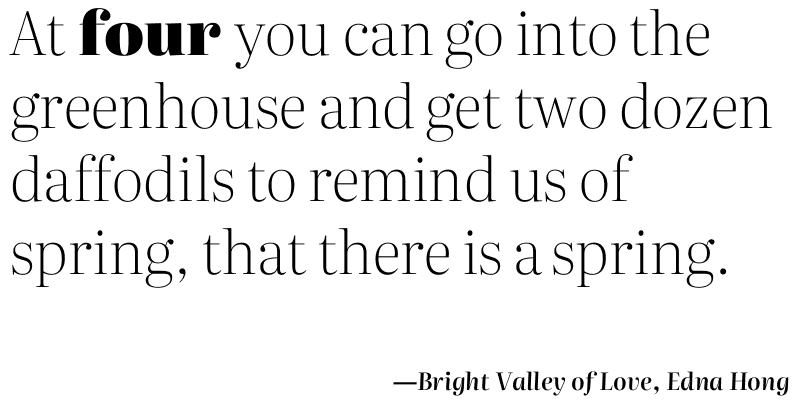 At four you can go into the
greenhouse and get two dozen
daffodils to remind us of
spring, that there is a spring.
—Bright Valley of Love, Edna Hong